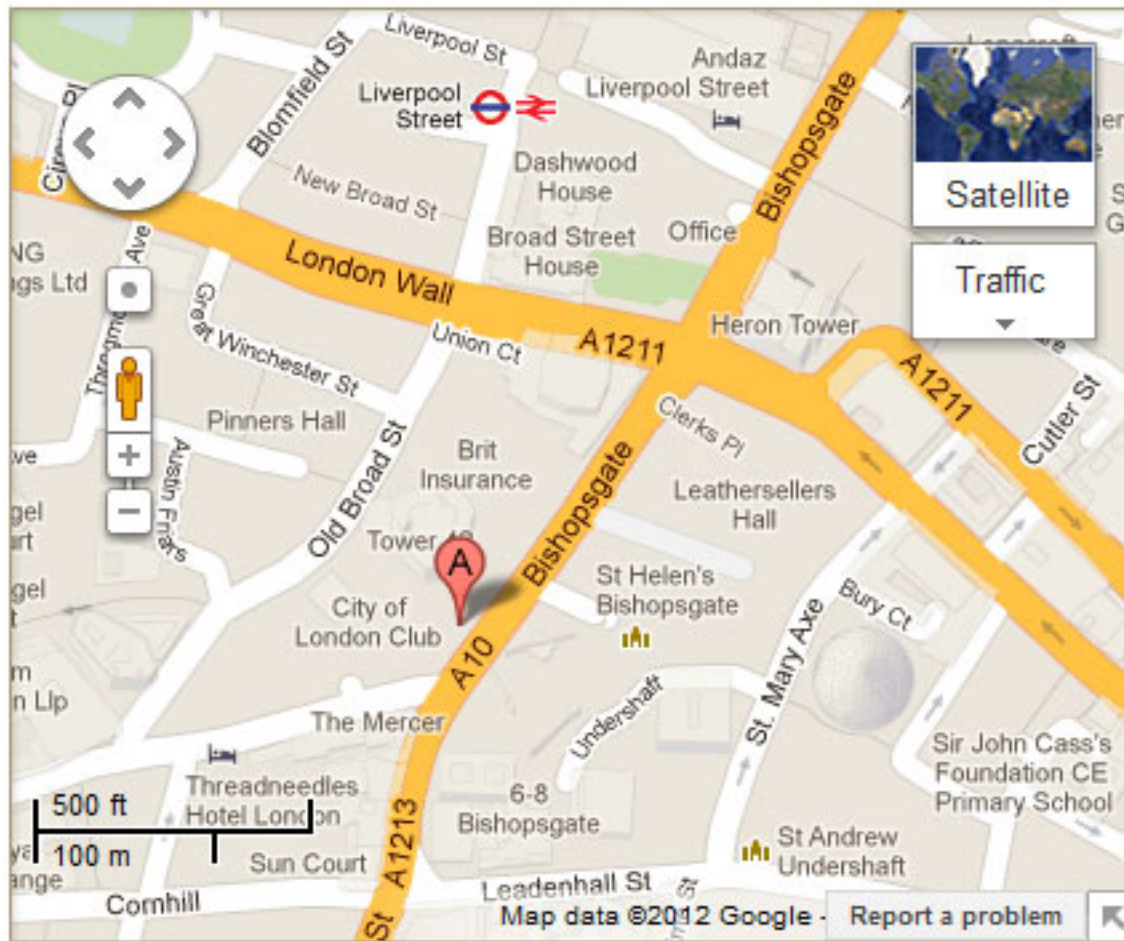 Liverpool St
Andaz
Liverpool Street
Blomfield St
Liverpool
Street
Bishopsgate
Satellite
New Broad St
Dashwood
House
Office
Broad Street
House
Traffic
NG
gs Ltd
Ave
London Wall
Union Ct
A1211
Heron Tower
A1211
Great Winchester St
Cutler St
Pinners Hall
Clerks Pl
Austin Friars
Old Broad St
Brit
Insurance
Bishopsgate
Leathersellers
Hall
Tower 42
A
St Helen's
Bishopsgate
City of
London Club
A10
Bury Ct
St. Mary Axe
n Llp
The Mercer
Undershaft
Sir John Cass's
Foundation CE
Primary School
Threadneedles
Hotel London
500 ft
100 m
6-8
Bishopsgate
A1213
Sun Court
St Andrew
Undershaft
Cornhill
Leadenhall St
St
Map data ©2012 Google -
Report a problem